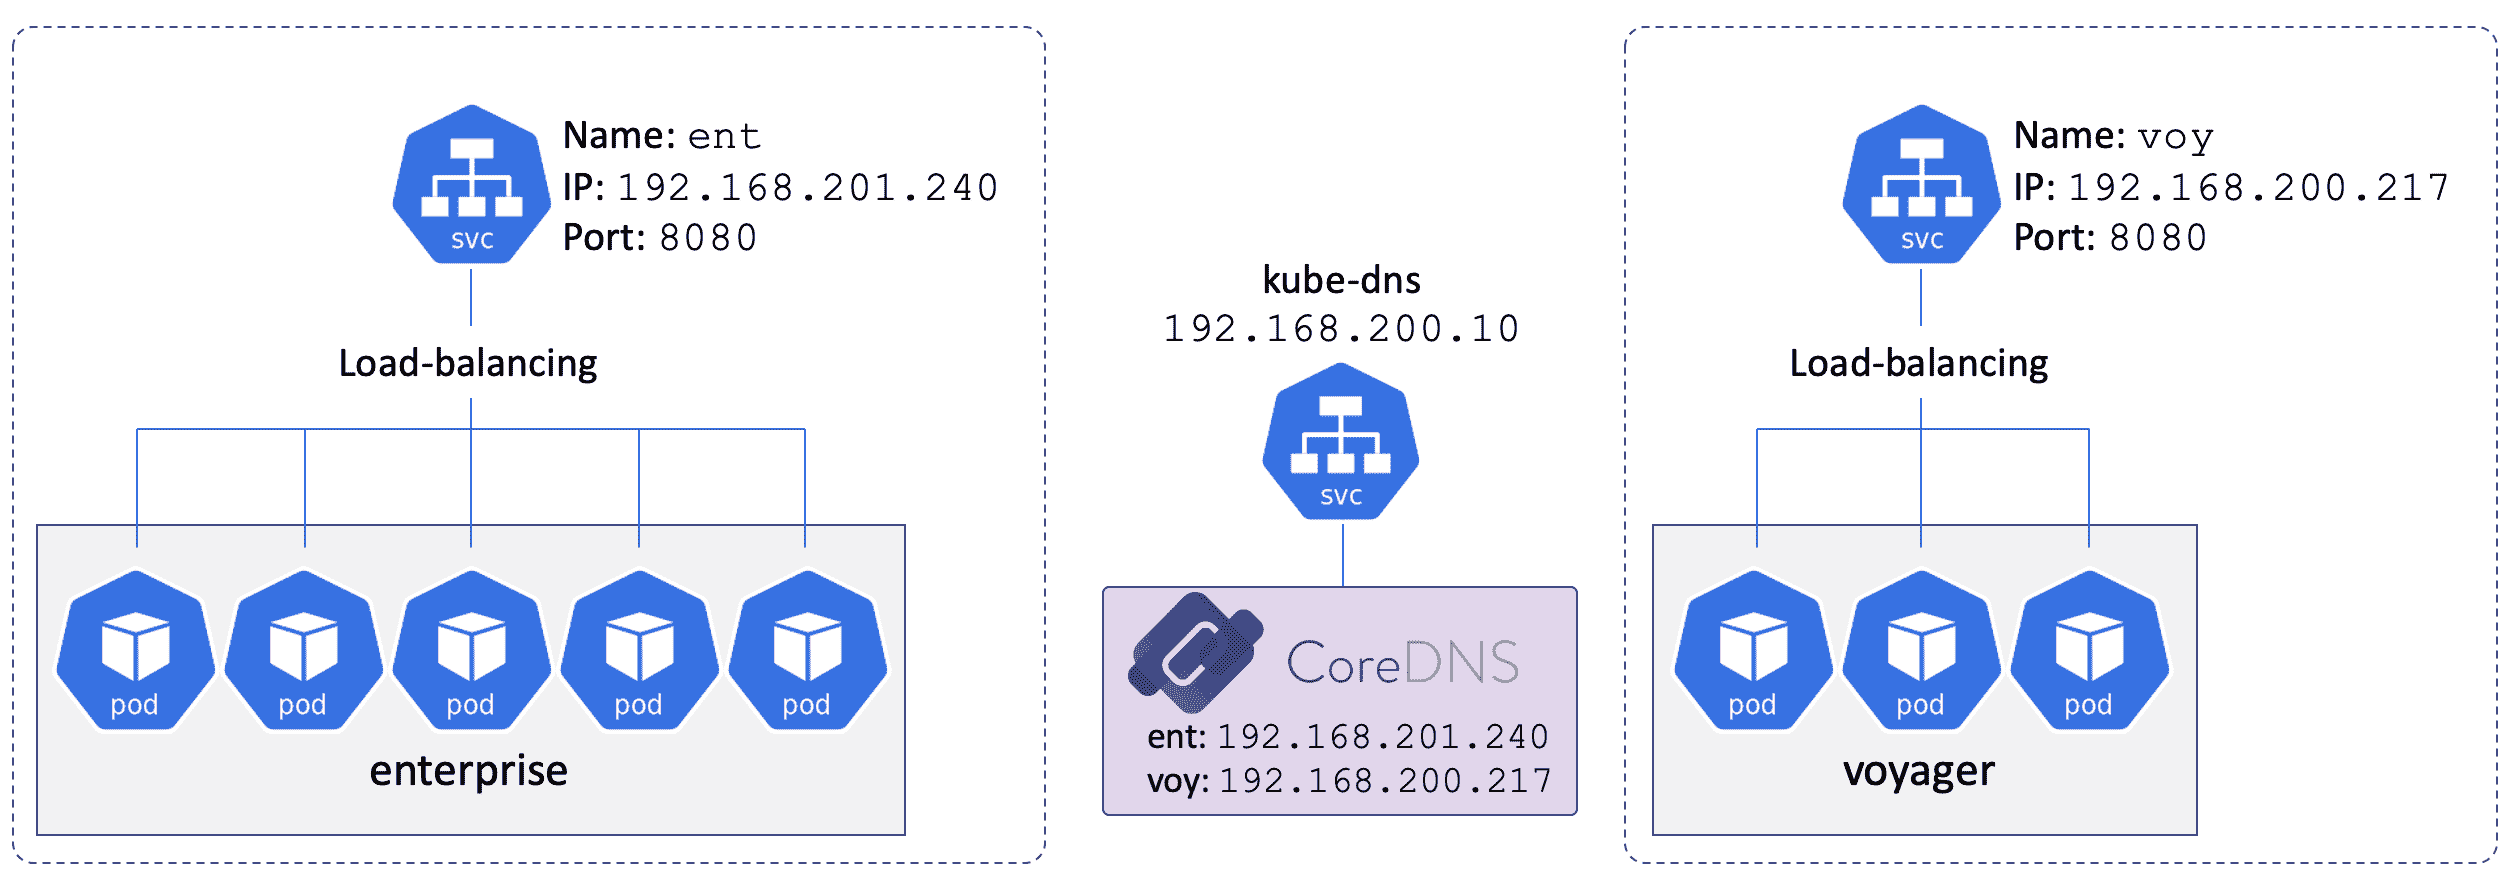 Name: ent
IP: 192.168.201.240
Port: 8080
svc
Load-balancing
pod
pod
pod
pod
pod
enterprise
kube-dns
192.168.200.10
svc
CoreDNS
ent: 192.168.201.240
voy: 192.168.200.217
Name: voy
IP: 192.168.200.217
Port: 8080
svc
Load-balancing
pod
pod
pod
voyager